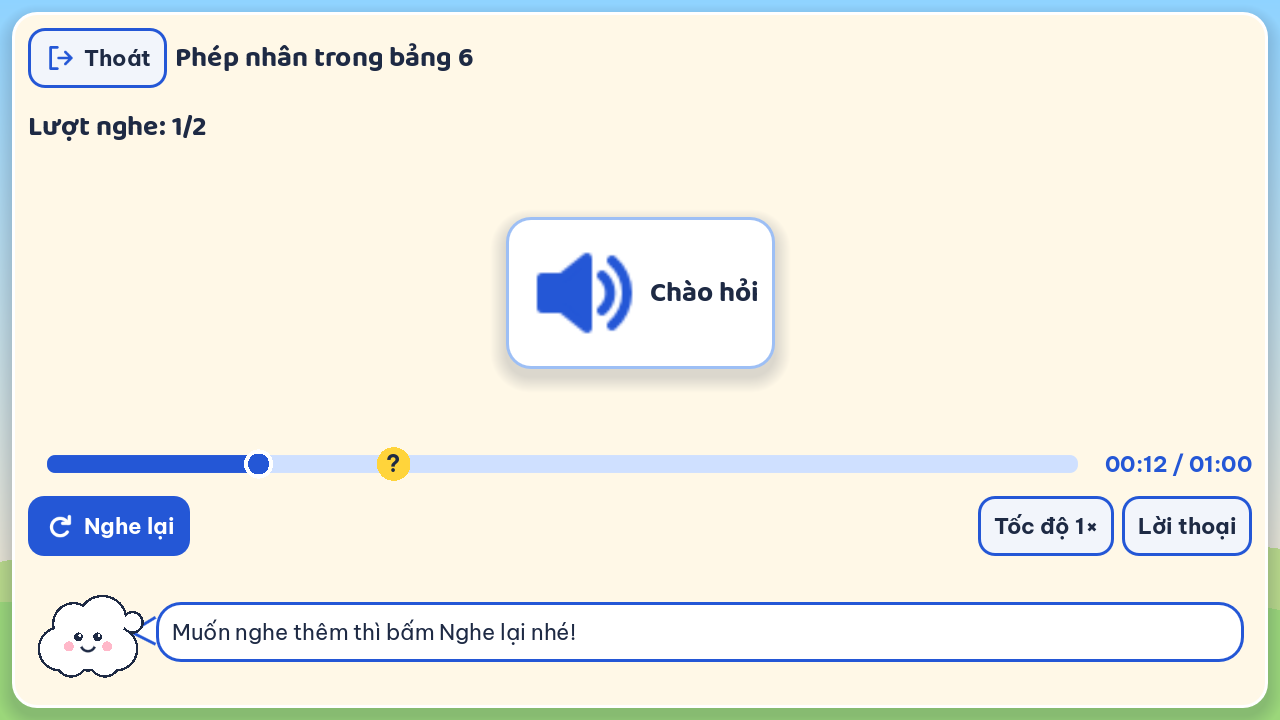 Thoát
Phép nhân trong bảng 6
Lượt nghe: 1/2
Chào hỏi
?
00:12 / 01:00
Nghe lại
Tốc độ 1×
Lời thoại
Muốn nghe thêm thì bấm Nghe lại nhé!